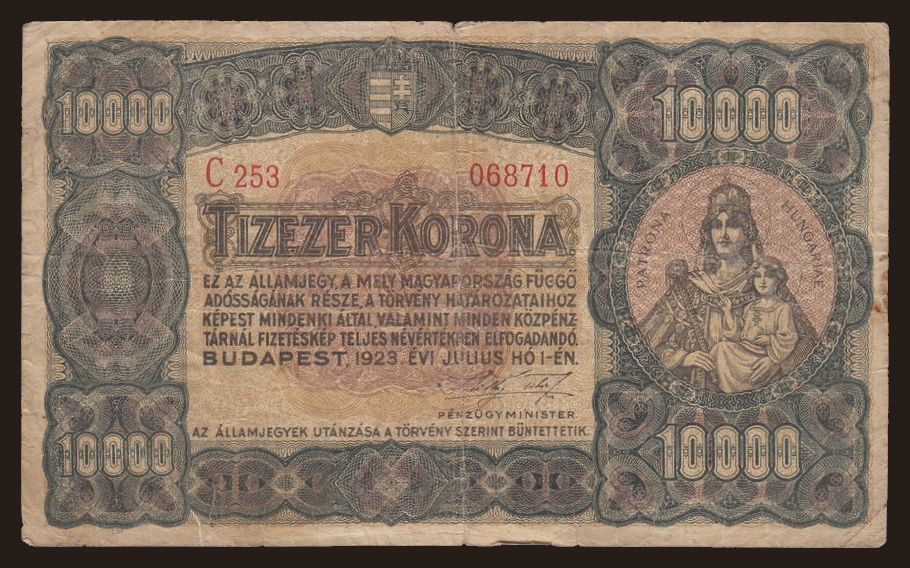 10000
10000
C 253
068710
TIZEZER KORONA
EZ AZ ÁLLAMJEGY, A MELY MAGYARORSZÁG FÜGGŐ
ADÓSSÁGÁNAK RÉSZE, A TÖRVÉNY HATÁROZATAIHOZ
KÉPEST MINDENKI ÁLTAL, VALAMINT MINDEN KÖZPÉNZ
TÁRNÁL FIZETÉSKÉP TELJES NÉVÉRTÉKBEN ELFOGADANDÓ.
BUDAPEST, 1923. ÉVI JULIUS HÓ 1-ÉN.
PÉNZÜGYMINISTER.
AZ ÁLLAMJEGYEK UTÁNZÁSA A TÖRVÉNY SZERINT BÜNTETTETIK.
PATRONA HUNGARIAE
10000
10000